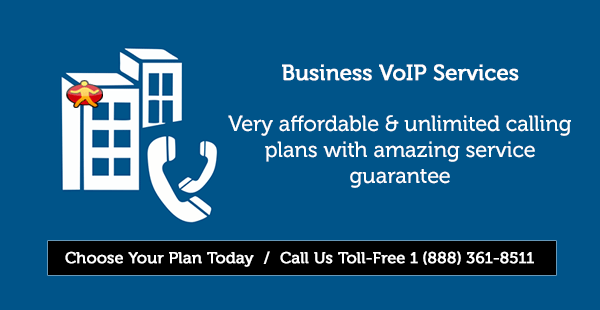 Business VoIP Services
Very affordable & unlimited calling
plans with amazing service
guarantee
Choose Your Plan Today / Call Us Toll-Free 1 (888) 361-8511